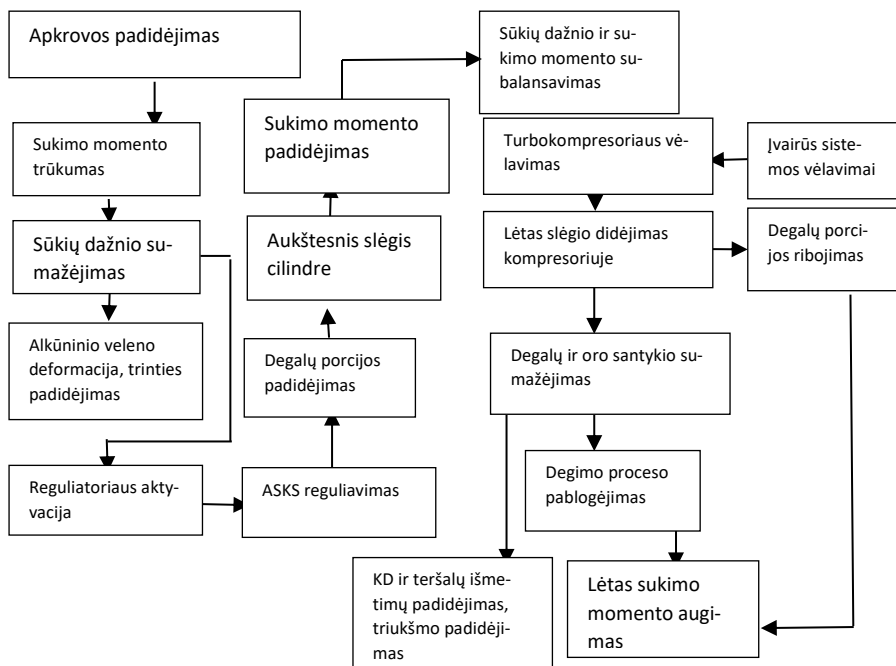 Apkrovos padidėjimas
Sukimo momento
trūkumas
Sūkių dažnio su-
mažėjimas
Alkūninio veleno
deformacija, trinties
padidėjimas
Reguliatoriaus akty-
vacija
ASKS reguliavimas
Degalų porcijos
padidėjimas
Aukštesnis slėgis
cilindre
Sukimo momento
padidėjimas
Sūkių dažnio ir su-
kimo momento su-
balansavimas
Turbokompresoriaus vė-
lavimas
Įvairūs siste-
mos vėlavimai
Lėtas slėgio didėjimas
kompresoriuje
Degalų porci-
jos ribojimas
Degalų ir oro santykio su-
mažėjimas
Degimo proceso
pablogėjimas
KD ir teršalų išme-
timų padidėjimas,
triukšmo padidėji-
mas
Lėtas sukimo
momento augi-
mas